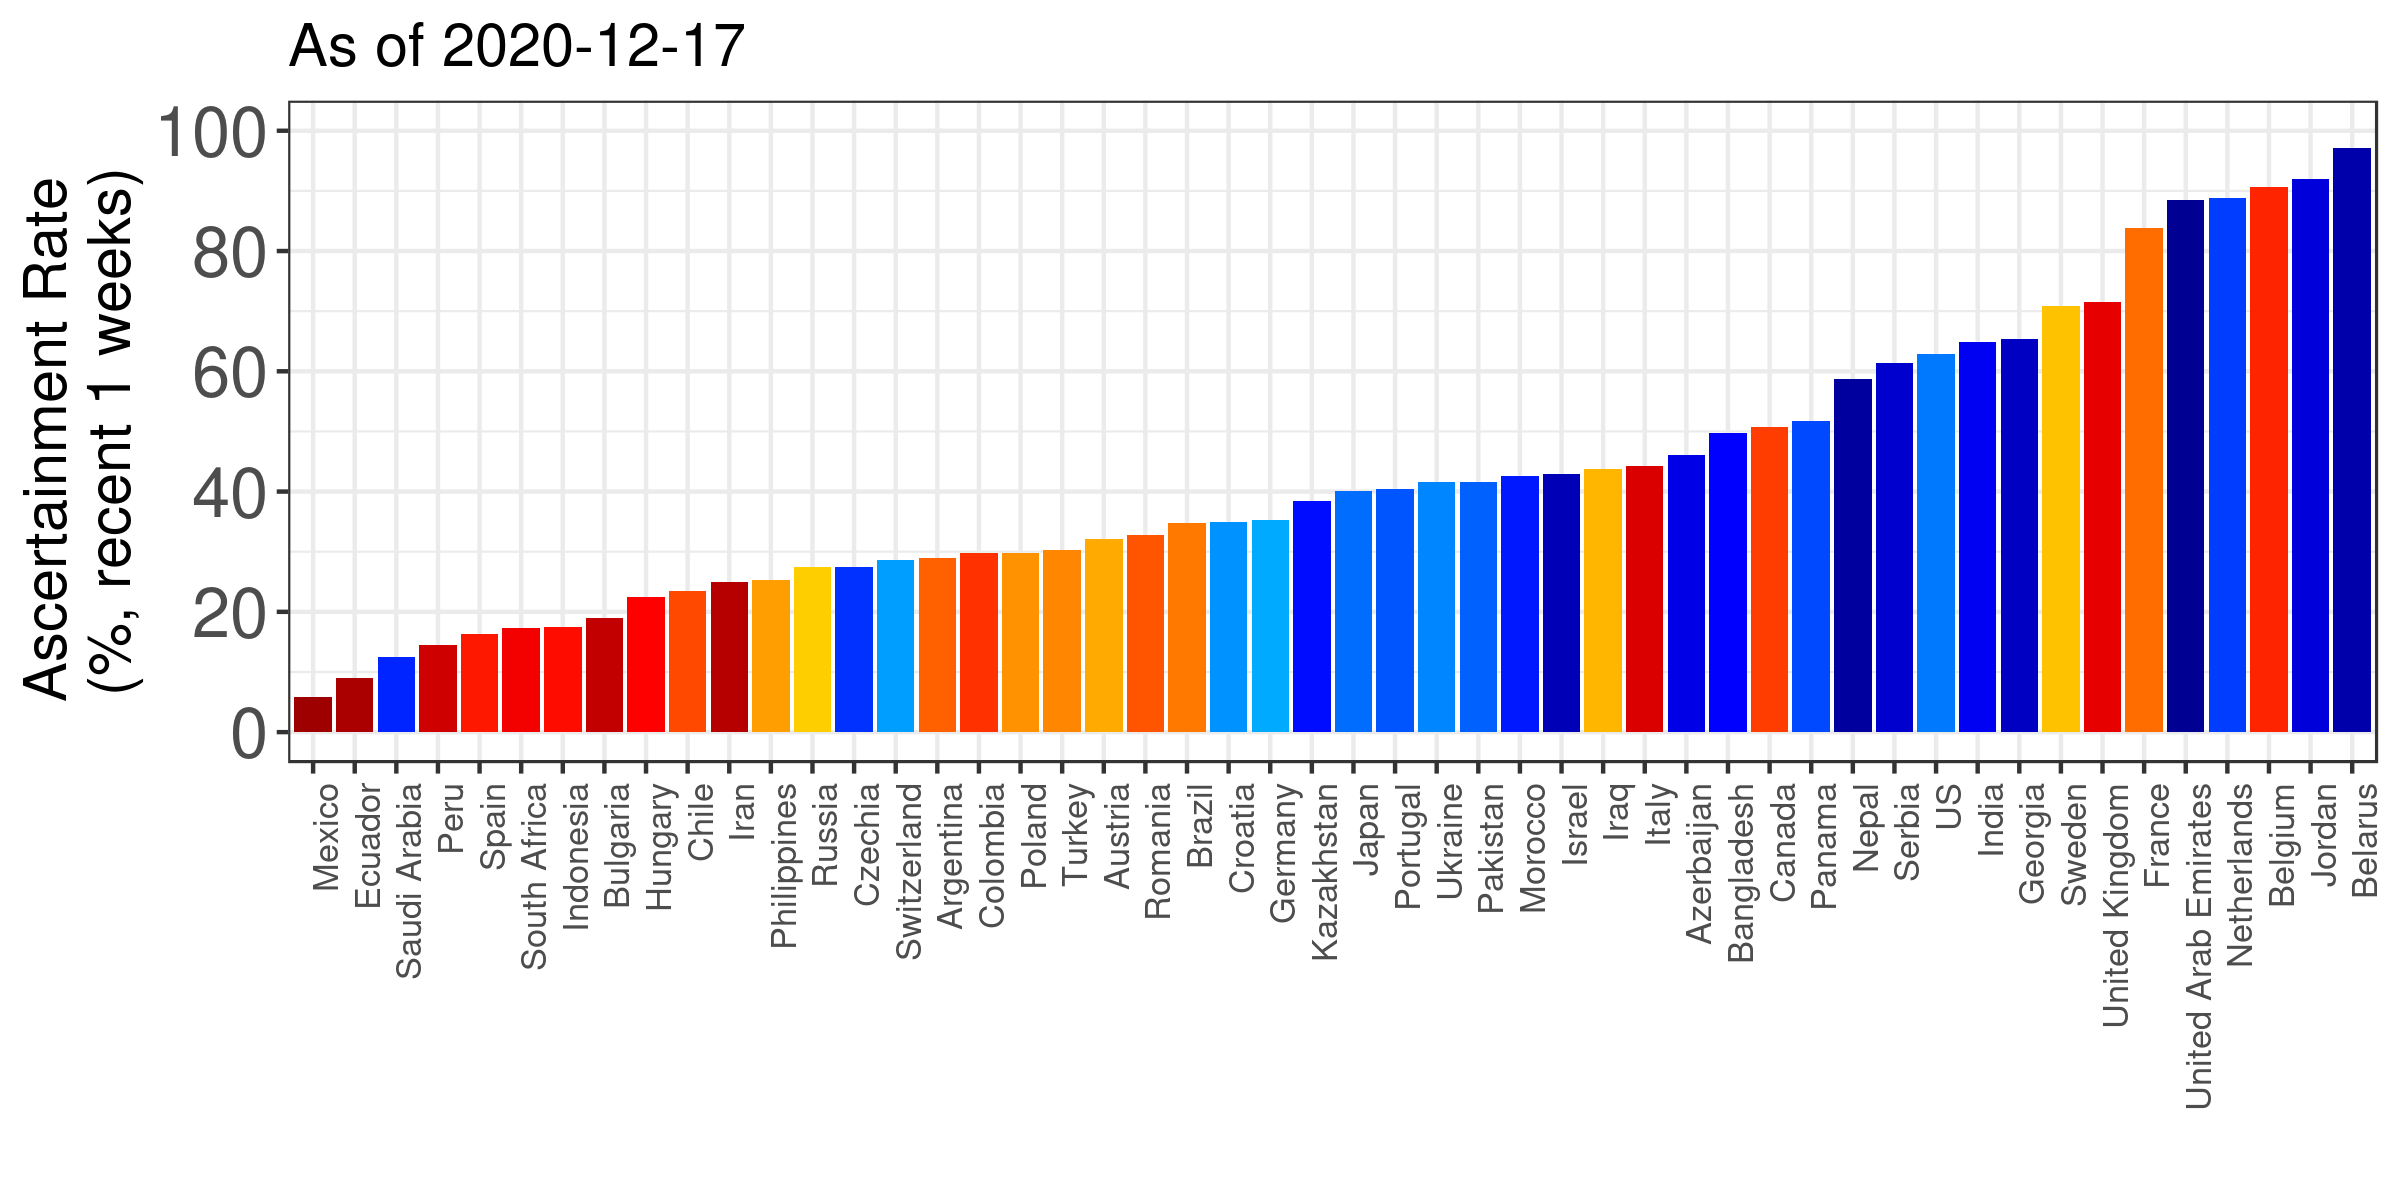 As of 2020-12-17
Ascertainment Rate
(%, recent 1 weeks)
100
80
60
40
20
0
Mexico
Ecuador
Saudi Arabia
Peru
Spain
South Africa
Indonesia
Bulgaria
Hungary
Chile
Iran
Philippines
Russia
Czechia
Switzerland
Argentina
Colombia
Poland
Turkey
Austria
Romania
Brazil
Croatia
Germany
Kazakhstan
Japan
Portugal
Ukraine
Pakistan
Morocco
Israel
Iraq
Italy
Azerbaijan
Bangladesh
Canada
Panama
Nepal
Serbia
US
India
Georgia
Sweden
United Kingdom
France
United Arab Emirates
Netherlands
Belgium
Jordan
Belarus